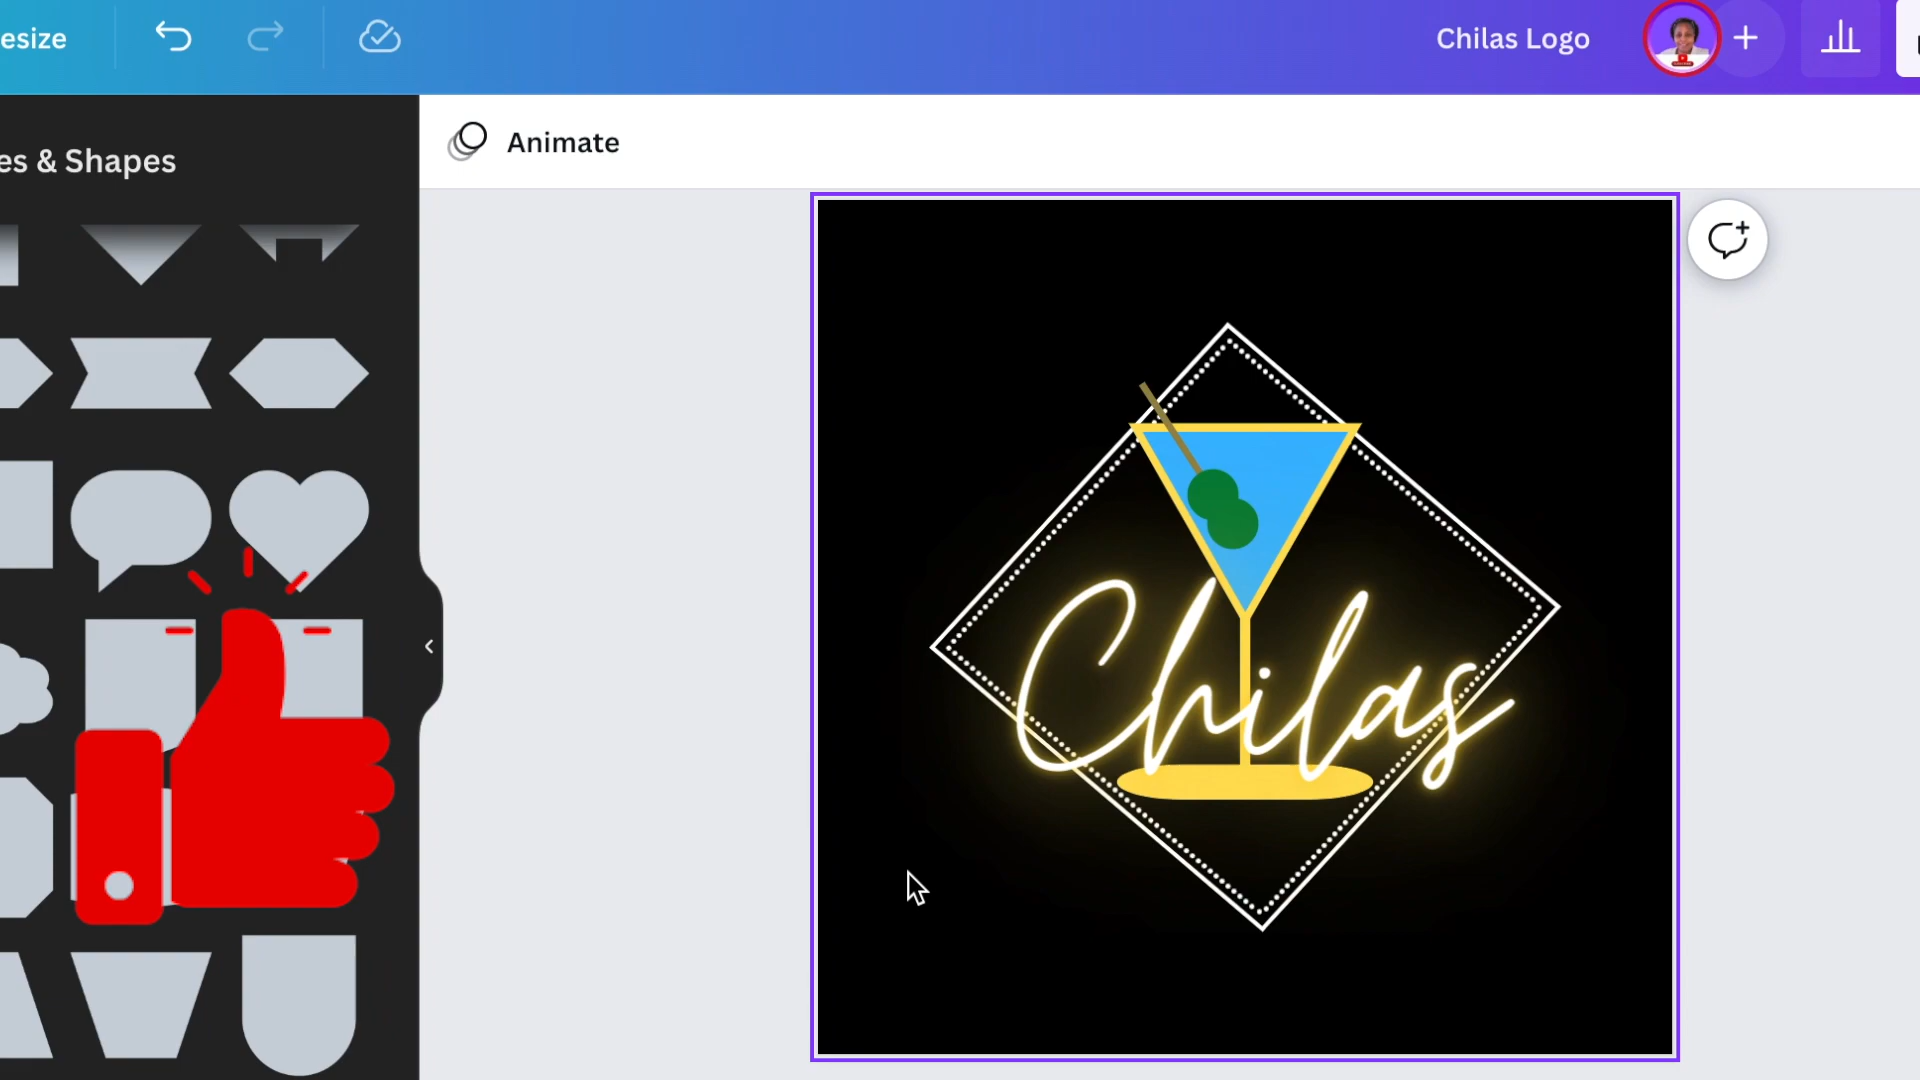 esize
Chilas Logo
Animate
es & Shapes
Chilas